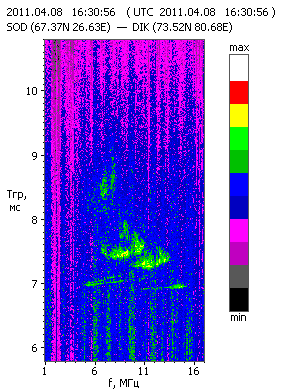 2011.04.08 16:30:56 (UTC 2011.04.08 16:30:56)
SOD (67.37N 26.63E) — DIK (73.52N 80.68E)
max
10
9
Тгр,
мс
8
7
6
min
1 6 11 16
f, МГц